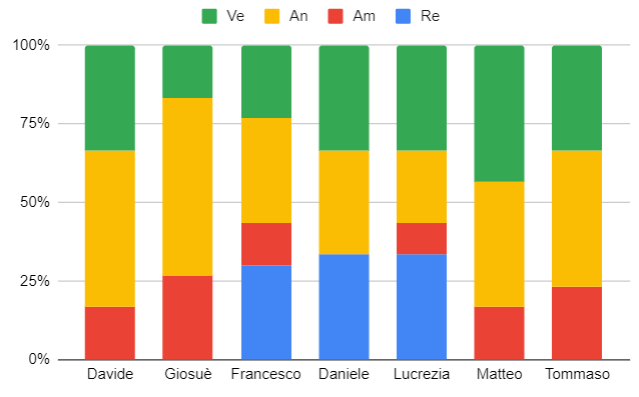 Ve An Am Re
100%
75%
50%
25%
0%
Davide Giosuè Francesco Daniele Lucrezia Matteo Tommaso